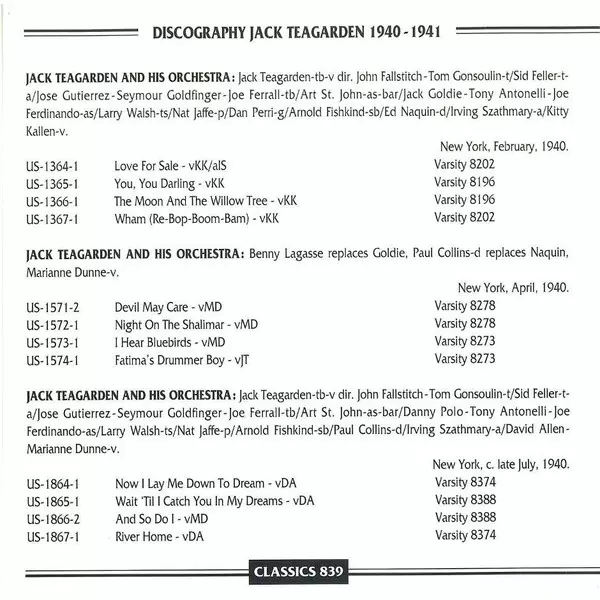 DISCOGRAPHY JACK TEAGARDEN 1940-1941
JACK TEAGARDEN AND HIS ORCHESTRA: Jack Teagarden-tb-v dir. John Fallstitch-Tom Gonsoulin-t/Sid Feller-t-
a/Jose Gutierrez-Seymour Goldfinger-Joe Ferrall-tb/Art St. John-as-bar/Jack Goldie-Tony Antonelli-Joe
Ferdinando-as/Larry Walsh-ts/Nat Jaffe-p/Dan Perri-g/Arnold Fishkind-sb/Ed Naquin-d/Irving Szathmary-a/Kitty
Kallen-v.
New York, February, 1940.
US-1364-1 Love For Sale - vKK/aIS Varsity 8202
US-1365-1 You, You Darling - vKK Varsity 8196
US-1366-1 The Moon And The Willow Tree - vKK Varsity 8196
US-1367-1 Wham (Re-Bop-Boom-Bam) - vKK Varsity 8202
JACK TEAGARDEN AND HIS ORCHESTRA: Benny Lagasse replaces Goldie, Paul Collins-d replaces Naquin,
Marianne Dunne-v.
New York, April, 1940.
US-1571-2 Devil May Care - vMD Varsity 8278
US-1572-1 Night On The Shalimar - vMD Varsity 8278
US-1573-1 I Hear Bluebirds - vMD Varsity 8273
US-1574-1 Fatima's Drummer Boy - vJT Varsity 8273
JACK TEAGARDEN AND HIS ORCHESTRA: Jack Teagarden-tb-v dir. John Fallstitch-Tom Gonsoulin-t/Sid Feller-t-
a/Jose Gutierrez-Seymour Goldfinger-Joe Ferrall-tb/Art St. John-as-bar/Danny Polo-Tony Antonelli-Joe
Ferdinando-as/Larry Walsh-ts/Nat Jaffe-p/Arnold Fishkind-sb/Paul Collins-d/Irving Szathmary-a/David Allen-
Marianne Dunne-v.
New York, c. late July, 1940.
US-1864-1 Now I Lay Me Down To Dream - vDA Varsity 8374
US-1865-1 Wait 'Til I Catch You In My Dreams - vDA Varsity 8388
US-1866-2 And So Do I - vMD Varsity 8388
US-1867-1 River Home - vDA Varsity 8374
CLASSICS 839